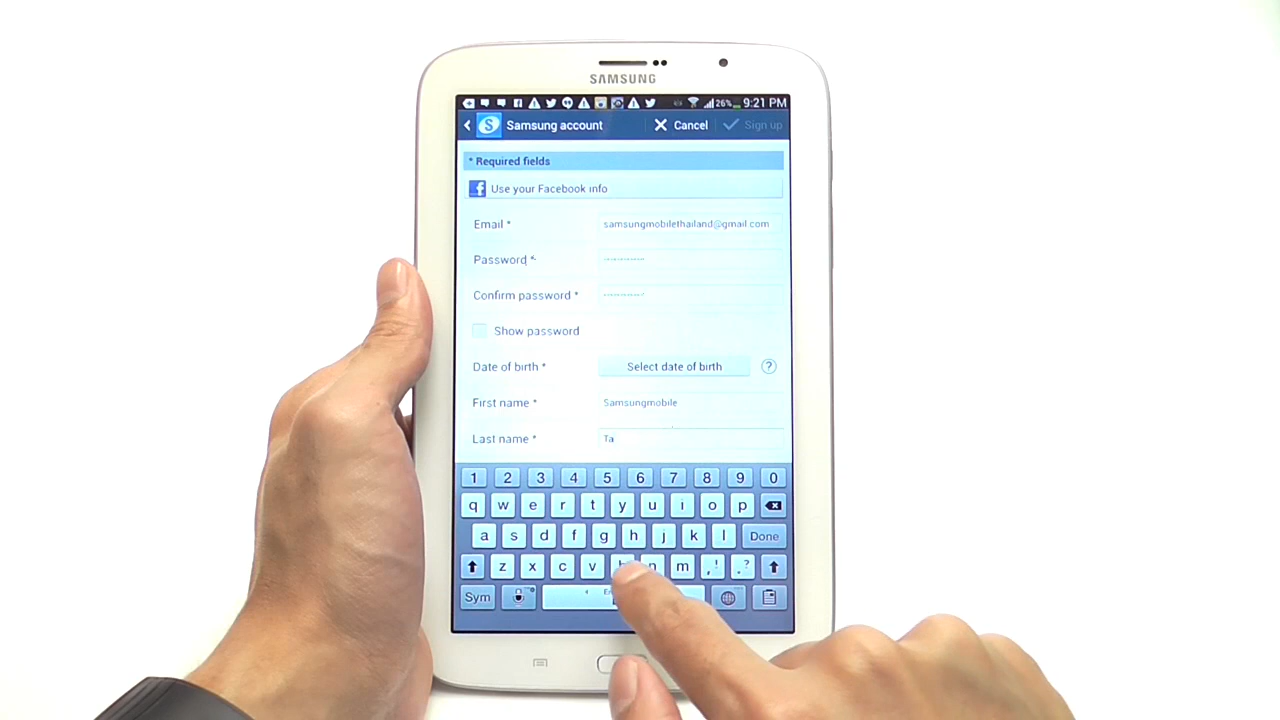 SAMSUNG
26% 9:21 PM
Samsung account Cancel Sign up
* Required fields
Use your Facebook info
Email * samsungmobilethailand@gmail.com
Password *
Confirm password *
Show password
Date of birth * Select date of birth ?
First name * Samsungmobile
Last name * Ta
1 2 3 4 5 6 7 8 9 0
q w e r t y u i o p
a s d f g h j k l Done
z x c v n m ,! .?
Sym